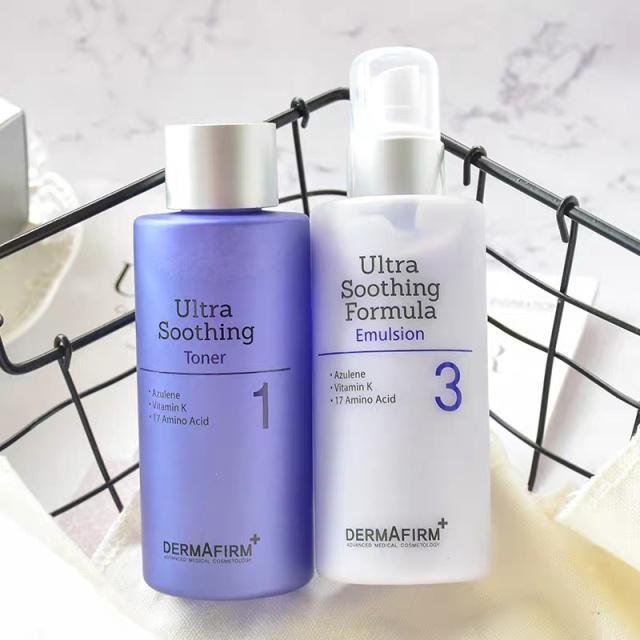 Ultra
Soothing
Toner
• Azulene
• Vitamin K
• 17 Amino Acid
1
DERMAFIRM+
ADVANCED MEDICAL COSMETOLOGY
Ultra
Soothing
Formula
Emulsion
• Azulene
• Vitamin K
• 17 Amino Acid
3
DERMAFIRM+
ADVANCED MEDICAL COSMETOLOGY